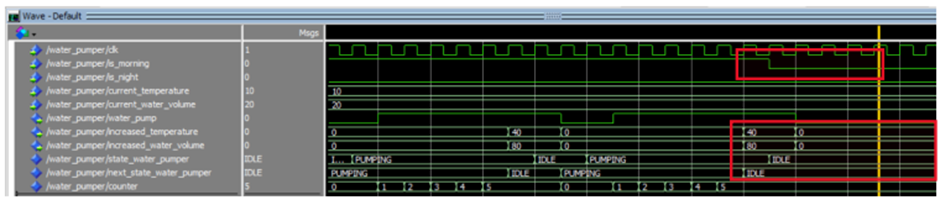 Wave - Default
Msgs
/water_pumper/clk 1
/water_pumper/is_morning 0
/water_pumper/is_night 0
/water_pumper/current_temperature 10 10
/water_pumper/current_water_volume 20 20
/water_pumper/water_pump 0
/water_pumper/increased_temperature 0 0 40 0 40 0
/water_pumper/increased_water_volume 0 0 80 0 80 0
/water_pumper/state_water_pumper IDLE I... PUMPING IDLE PUMPING IDLE
/water_pumper/next_state_water_pumper IDLE PUMPING IDLE PUMPING IDLE
/water_pumper/counter 5 0 1 2 3 4 5 0 1 2 3 4 5